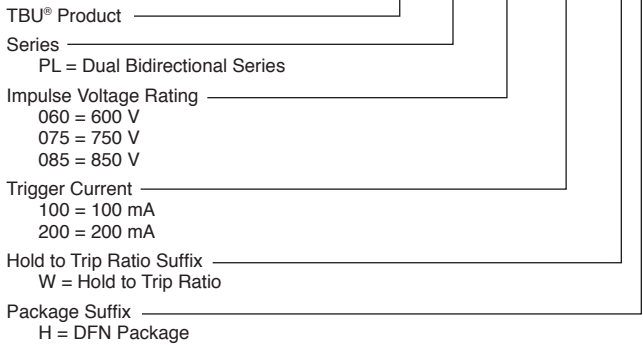 TBU® Product
Series
PL = Dual Bidirectional Series
Impulse Voltage Rating
060 = 600 V
075 = 750 V
085 = 850 V
Trigger Current
100 = 100 mA
200 = 200 mA
Hold to Trip Ratio Suffix
W = Hold to Trip Ratio
Package Suffix
H = DFN Package